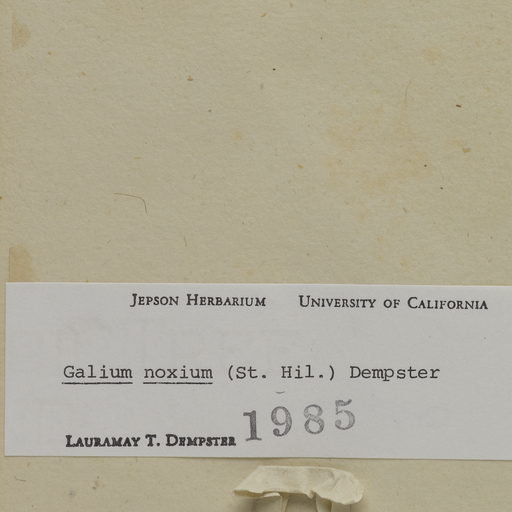 JEPSON HERBARIUM UNIVERSITY OF CALIFORNIA
Galium noxium (St. Hil.) Dempster
LAURAMAY T. DEMPSTER 1985